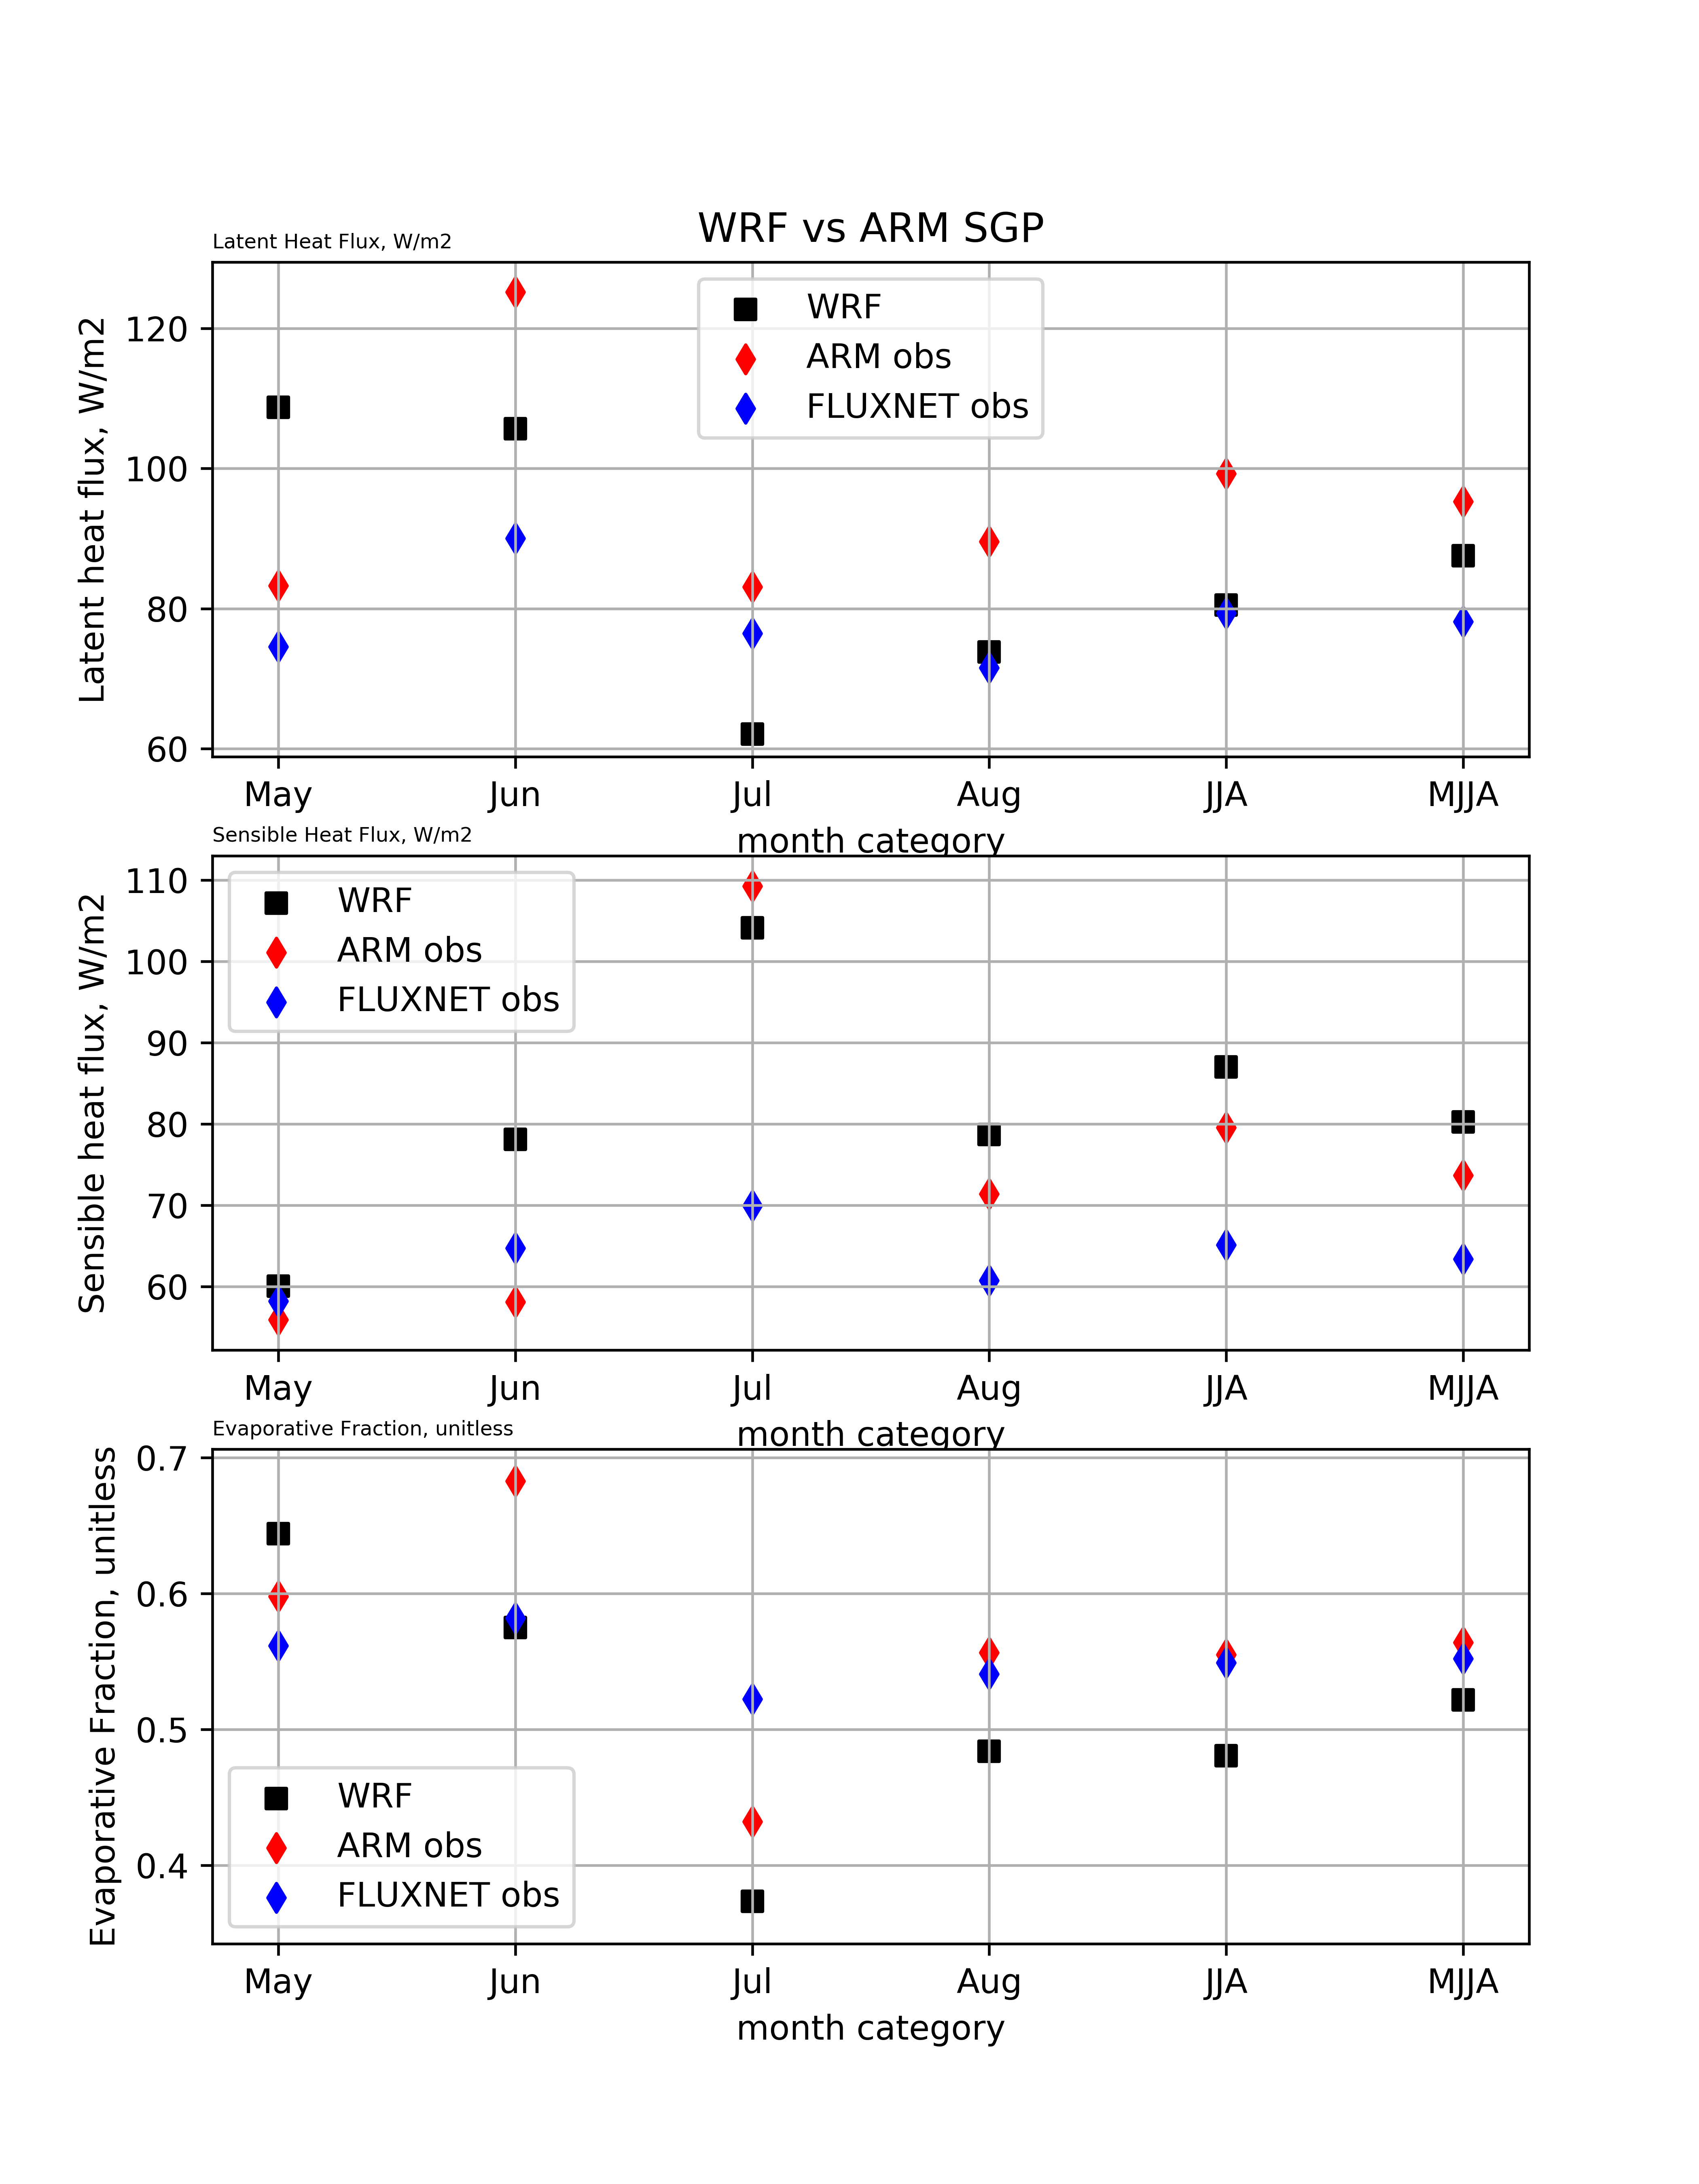 WRF vs ARM SGP
Latent Heat Flux, W/m2
Latent heat flux, W/m2
120
100
80
60
WRF
ARM obs
FLUXNET obs
May Jun Jul Aug JJA MJJA
month category
Sensible Heat Flux, W/m2
Sensible heat flux, W/m2
110
100
90
80
70
60
WRF
ARM obs
FLUXNET obs
May Jun Jul Aug JJA MJJA
month category
Evaporative Fraction, unitless
Evaporative Fraction, unitless
0.7
0.6
0.5
0.4
WRF
ARM obs
FLUXNET obs
May Jun Jul Aug JJA MJJA
month category